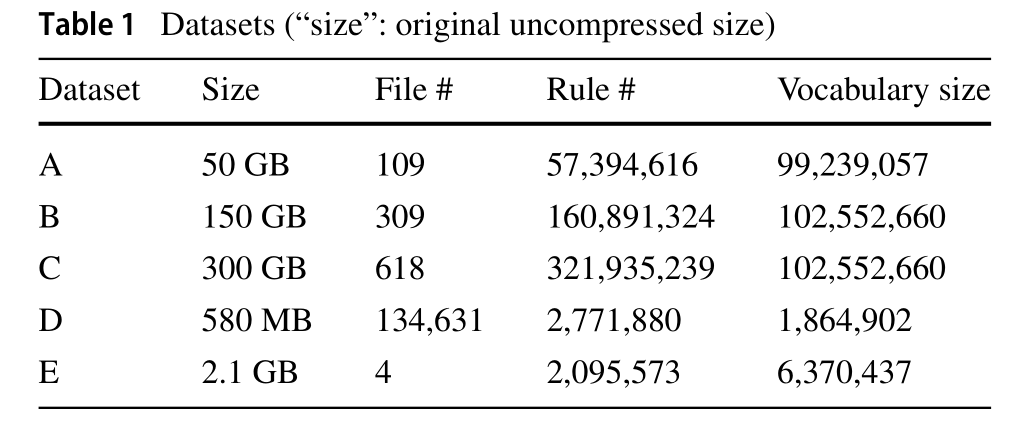 Table 1 Datasets (“size”: original uncompressed size)
Dataset Size File # Rule # Vocabulary size
A 50 GB 109 57,394,616 99,239,057
B 150 GB 309 160,891,324 102,552,660
C 300 GB 618 321,935,239 102,552,660
D 580 MB 134,631 2,771,880 1,864,902
E 2.1 GB 4 2,095,573 6,370,437